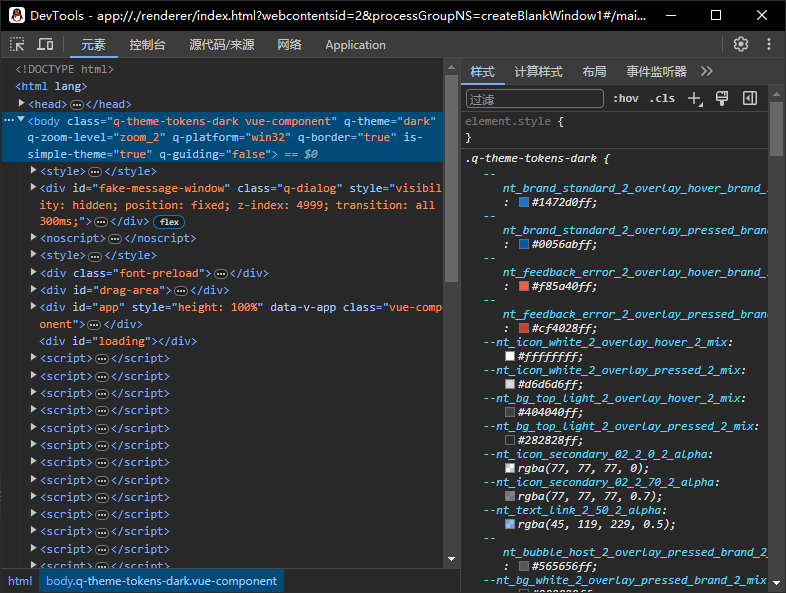 DevTools - app://./renderer/index.html?webcontentsid=2&processGroupNS=createBlankWindow1#/mai...
元素 控制台 源代码/来源 网络 Application
<!DOCTYPE html>
<html lang>
<head>…</head>
<body class="q-theme-tokens-dark vue-component" q-theme="dark"
q-zoom-level="zoom_2" q-platform="win32" q-border="true" is-
simple-theme="true" q-guiding="false"> == $0
<style>…</style>
<div id="fake-message-window" class="q-dialog" style="visibil
ity: hidden; position: fixed; z-index: 4999; transition: all
300ms;">…</div> flex
<noscript>…</noscript>
<style>…</style>
<div class="font-preload">…</div>
<div id="drag-area">…</div>
<div id="app" style="height: 100%" data-v-app class="vue-comp
onent">…</div>
<div id="loading"></div>
<script>…</script>
<script>…</script>
<script>…</script>
<script>…</script>
<script>…</script>
<script>…</script>
<script>…</script>
<script>…</script>
<script>…</script>
<script>…</script>
<script>…</script>
<script>…</script>
<script>…</script>
html body.q-theme-tokens-dark.vue-component
样式 计算样式 布局 事件监听器
过滤 :hov .cls
element.style {
}
.q-theme-tokens-dark {
--
nt_brand_standard_2_overlay_hover_brand_
: #1472d0ff;
--
nt_brand_standard_2_overlay_pressed_brand
: #0056abff;
--
nt_feedback_error_2_overlay_hover_brand_
: #f85a40ff;
--
nt_feedback_error_2_overlay_pressed_brand
: #cf4028ff;
--nt_icon_white_2_overlay_hover_2_mix:
#ffffffff;
--nt_icon_white_2_overlay_pressed_2_mix:
#d6d6d6ff;
--nt_bg_top_light_2_overlay_hover_2_mix:
#404040ff;
--nt_bg_top_light_2_overlay_pressed_2_mix:
#282828ff;
--nt_icon_secondary_02_2_0_2_alpha:
rgba(77, 77, 77, 0);
--nt_icon_secondary_02_2_70_2_alpha:
rgba(77, 77, 77, 0.7);
--nt_text_link_2_50_2_alpha:
rgba(45, 119, 229, 0.5);
--
nt_bubble_host_2_overlay_pressed_brand_2_
: #565656ff;
--nt_bg_white_2_overlay_pressed_brand_2_mix